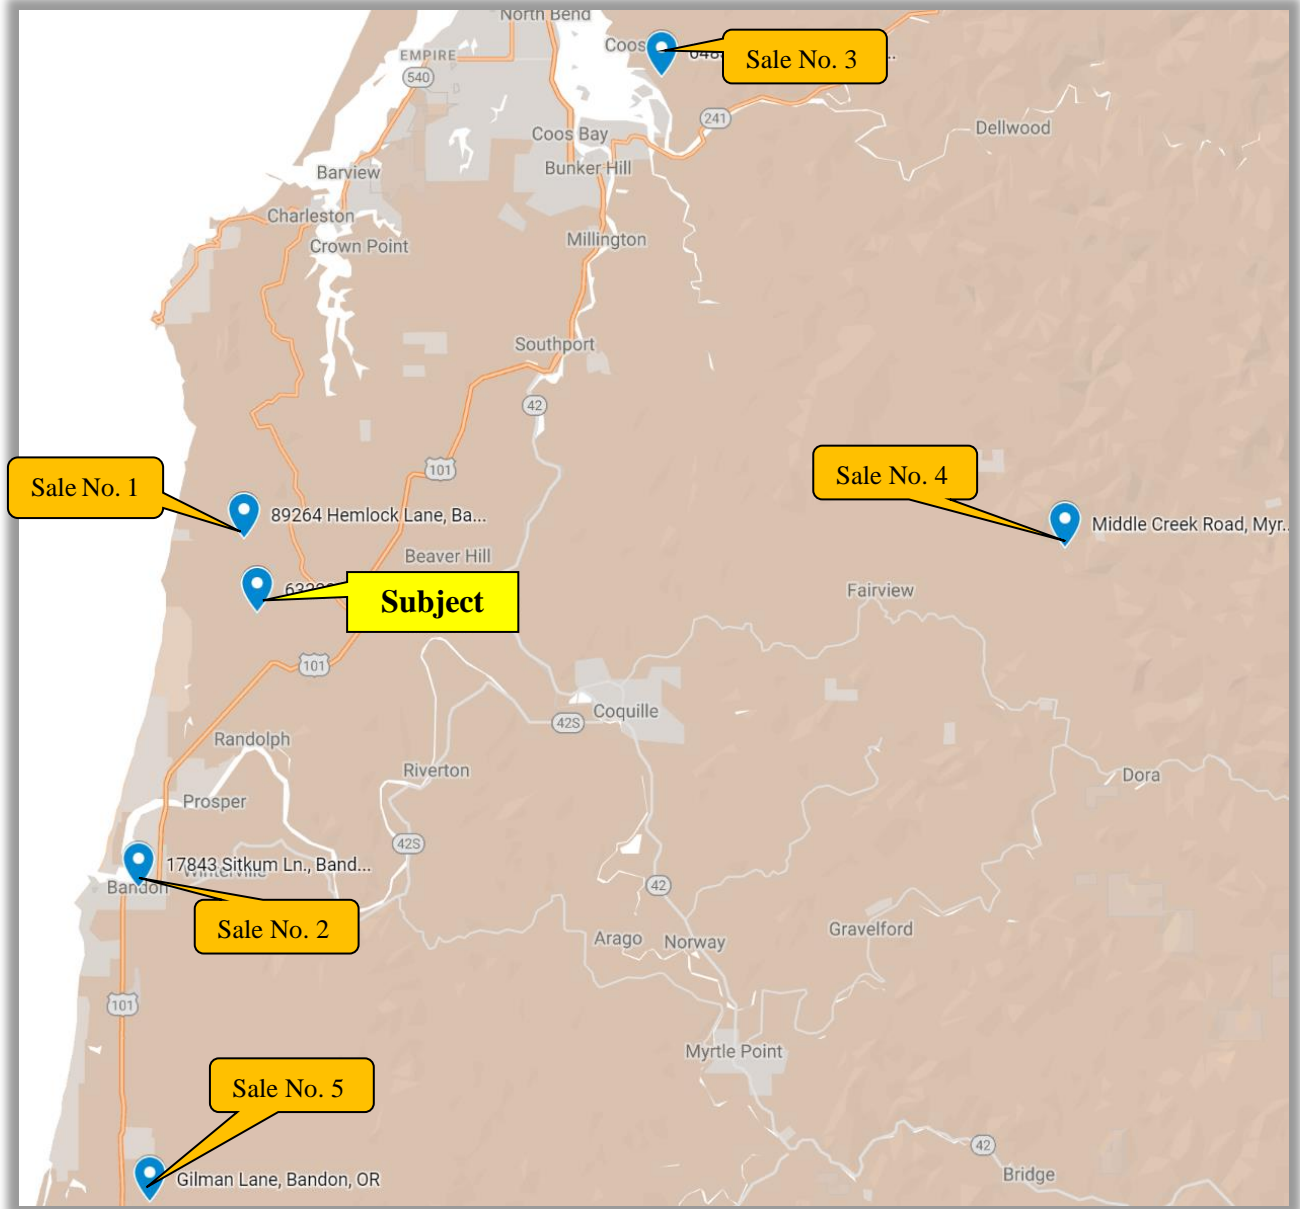 North Bend
Coos
Sale No. 3
EMPIRE
540
241
Dellwood
Coos Bay
Bunker Hill
Barview
Charleston
Crown Point
Millington
Southport
42
101
Sale No. 1
Sale No. 4
89264 Hemlock Lane, Ba...
Middle Creek Road, Myr...
Beaver Hill
Subject
Fairview
101
Coquille
42S
Randolph
Riverton
Dora
Prosper
42S
17843 Sitkum Ln., Band...
Winterville
Bandon
42
Sale No. 2
Gravelford
Arago
Norway
101
Myrtle Point
Sale No. 5
42
Gilman Lane, Bandon, OR
Bridge